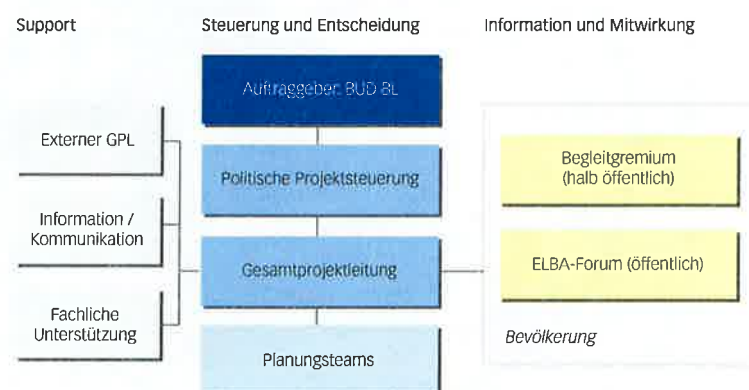 Support
Steuerung und Entscheidung
Information und Mitwirkung
Auftraggeber: BUD BL
Externer GPL
Politische Projektsteuerung
Begleitgremium
(halb öffentlich)
Information /
Kommunikation
Gesamtprojektleitung
ELBA-Forum (öffentlich)
Fachliche
Unterstützung
Planungsteams
Bevölkerung